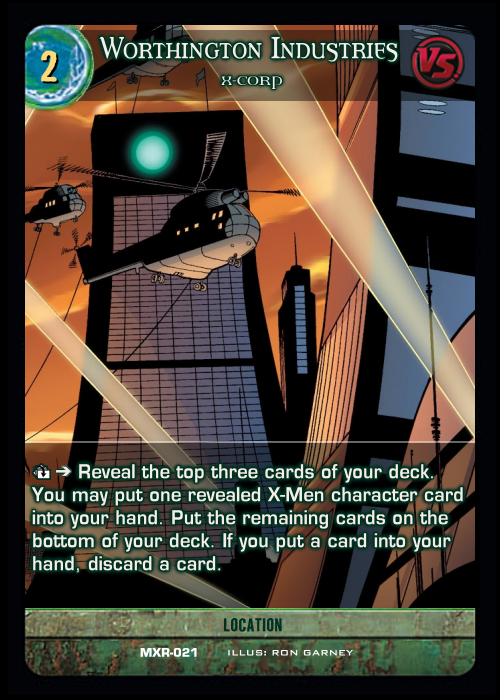 2
Worthington Industries
VS.
X-Corp
→ Reveal the top three cards of your deck.
You may put one revealed X-Men character card
into your hand. Put the remaining cards on the
bottom of your deck. If you put a card into your
hand, discard a card.
LOCATION
MXR-021 ILLUS: RON GARNEY